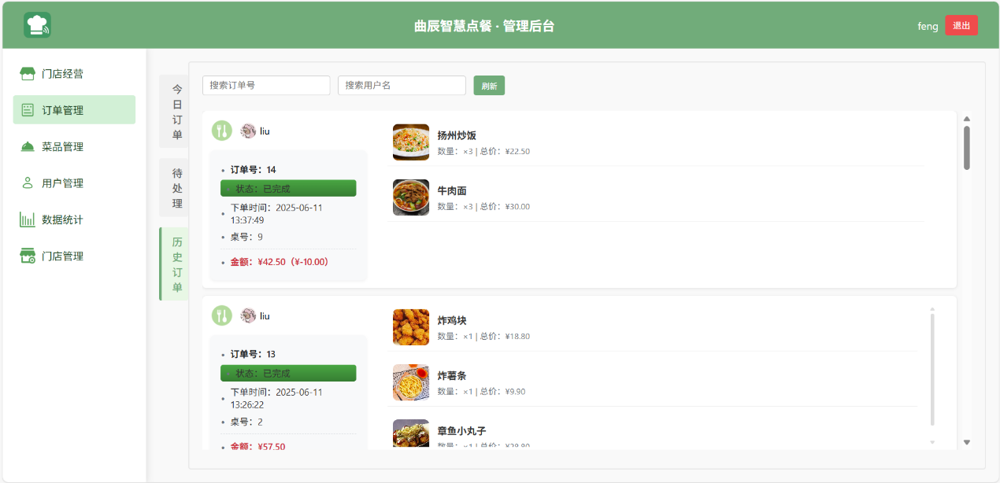 曲辰智慧点餐 · 管理后台
feng
退出
门店经营
订单管理
菜品管理
用户管理
数据统计
门店管理
今日订单
待处理
历史订单
搜索订单号
搜索用户名
刷新
liu
订单号：14
状态：已完成
下单时间：2025-06-11
13:37:49
桌号：9
金额：¥42.50（¥-10.00）
扬州炒饭
数量：×3 | 总价：¥22.50
牛肉面
数量：×3 | 总价：¥30.00
liu
订单号：13
状态：已完成
下单时间：2025-06-11
13:26:22
桌号：2
金额：¥57.50
炸鸡块
数量：×1 | 总价：¥18.80
炸薯条
数量：×1 | 总价：¥9.90
章鱼小丸子
数量：×1 | 总价：¥28.80